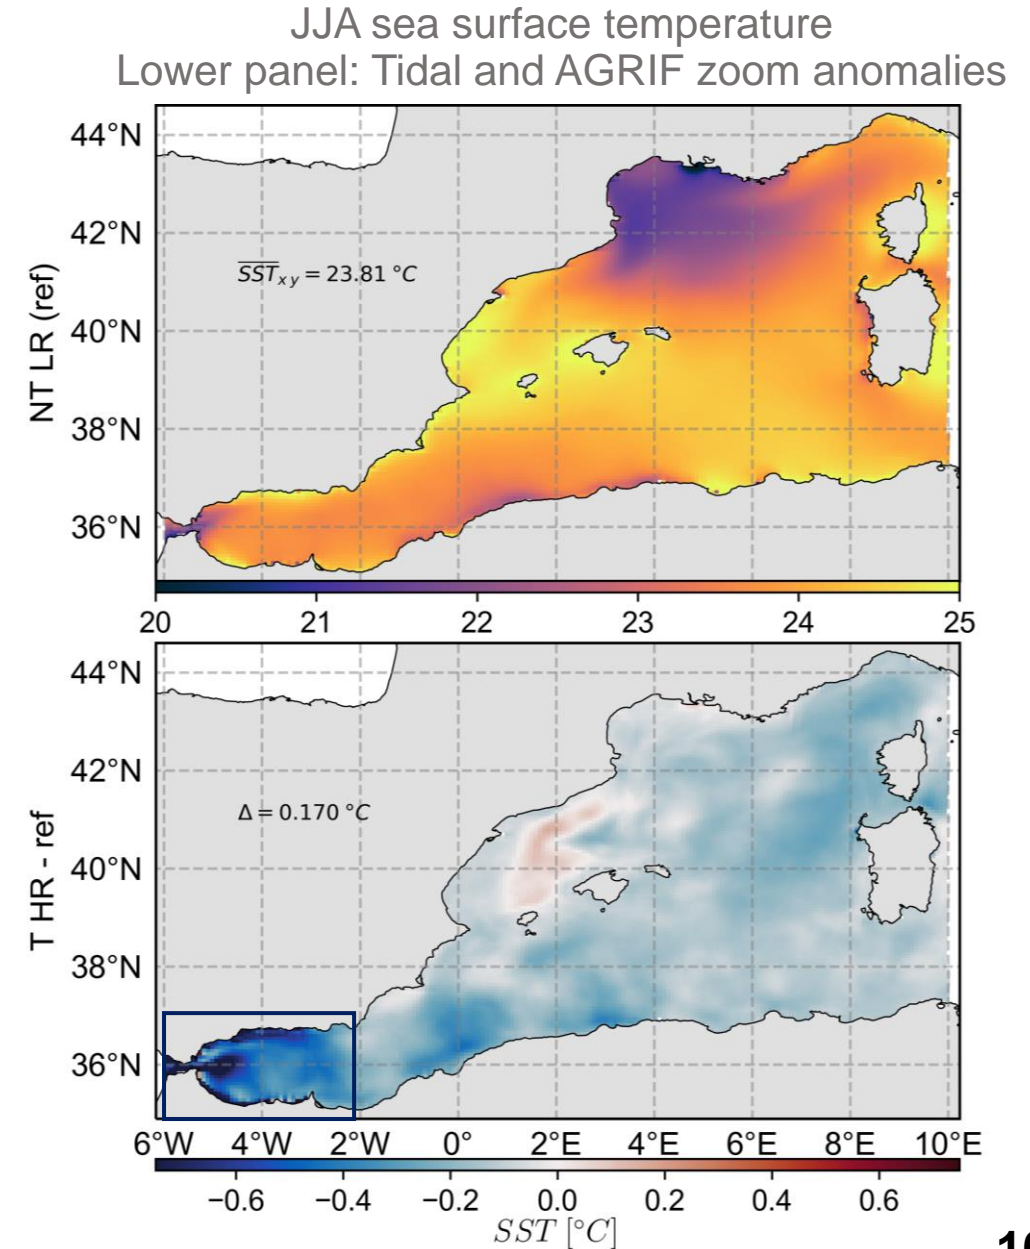 JJA sea surface temperature
Lower panel: Tidal and AGRIF zoom anomalies
44°N
42°N
40°N
38°N
36°N
NT LR (ref)
\overline{SST}_{xy} = 23.81 °C
20 21 22 23 24 25
44°N
42°N
40°N
38°N
36°N
T HR - ref
Δ = 0.170 °C
6°W 4°W 2°W 0° 2°E 4°E 6°E 8°E 10°E
−0.6 −0.4 −0.2 0.0 0.2 0.4 0.6
SST [°C]